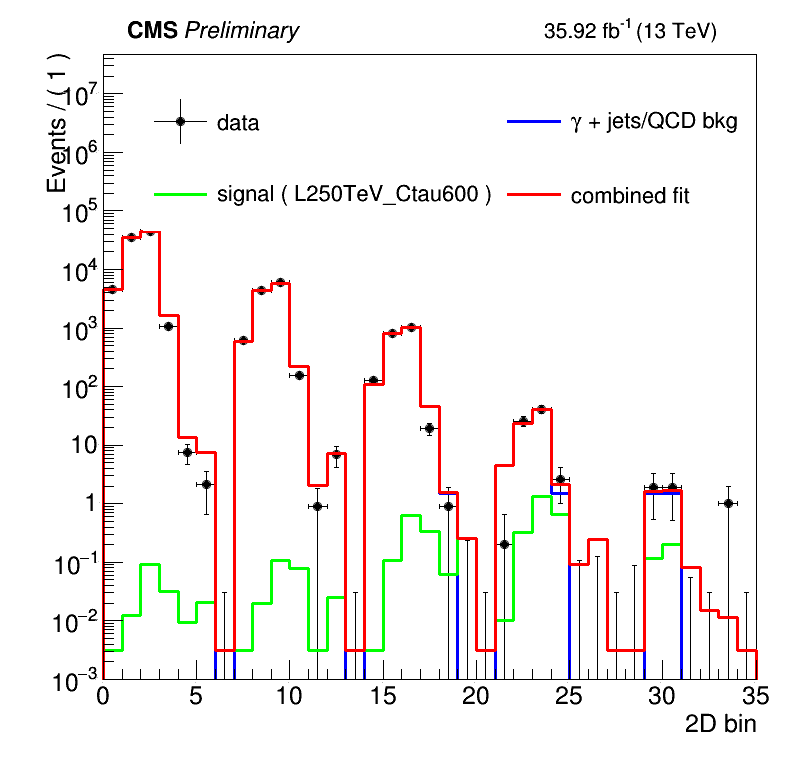 CMS Preliminary
35.92 fb⁻¹ (13 TeV)
Events / ( 1 )
data
γ + jets/QCD bkg
signal ( L250TeV_Ctau600 )
combined fit
10⁷
10⁶
10⁵
10⁴
10³
10²
10
1
10⁻¹
10⁻²
10⁻³
0 5 10 15 20 25 30 35
2D bin